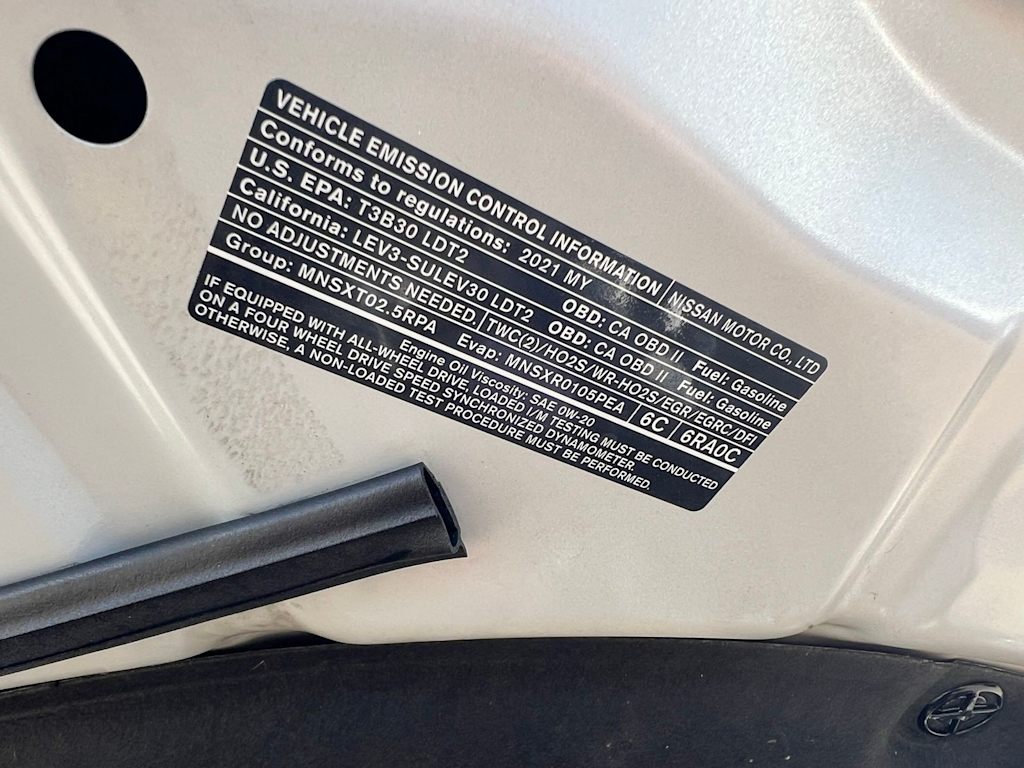 VEHICLE EMISSION CONTROL INFORMATION NISSAN MOTOR CO., LTD
Conforms to regulations: 2021 MY
U.S. EPA: T3B30 LDT2 OBD: CA OBD II Fuel: Gasoline
California: LEV3-SULEV30 LDT2 OBD: CA OBD II Fuel: Gasoline
NO ADJUSTMENTS NEEDED TWC(2)/HO2S/WR-HO2S/EGR/EGRC/DFI
Group: MNSXT02.5RPA Evap: MNSXR0105PEA 6C 6RA0C
Engine Oil Viscosity: SAE 0W-20
IF EQUIPPED WITH ALL-WHEEL DRIVE, LOADED I/M TESTING MUST BE CONDUCTED
ON A FOUR WHEEL DRIVE SPEED SYNCHRONIZED DYNAMOMETER.
OTHERWISE, A NON-LOADED TEST PROCEDURE MUST BE PERFORMED.